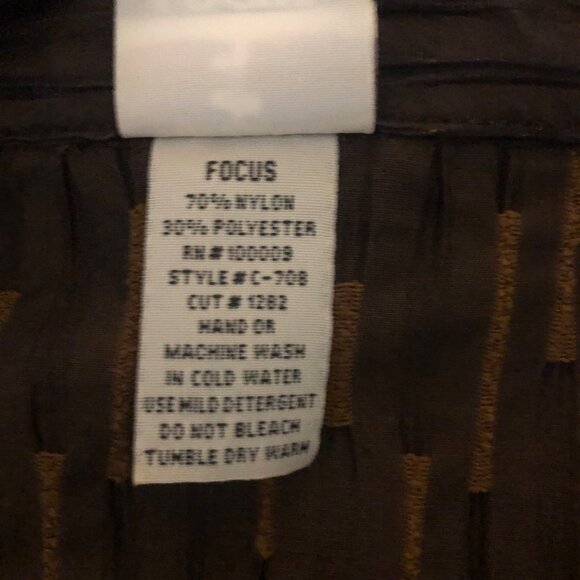 FOCUS
70% NYLON
30% POLYESTER
RN # 100009
STYLE # C-708
CUT # 1282
HAND OR
MACHINE WASH
IN COLD WATER
USE MILD DETERGENT
DO NOT BLEACH
TUMBLE DRY WARM